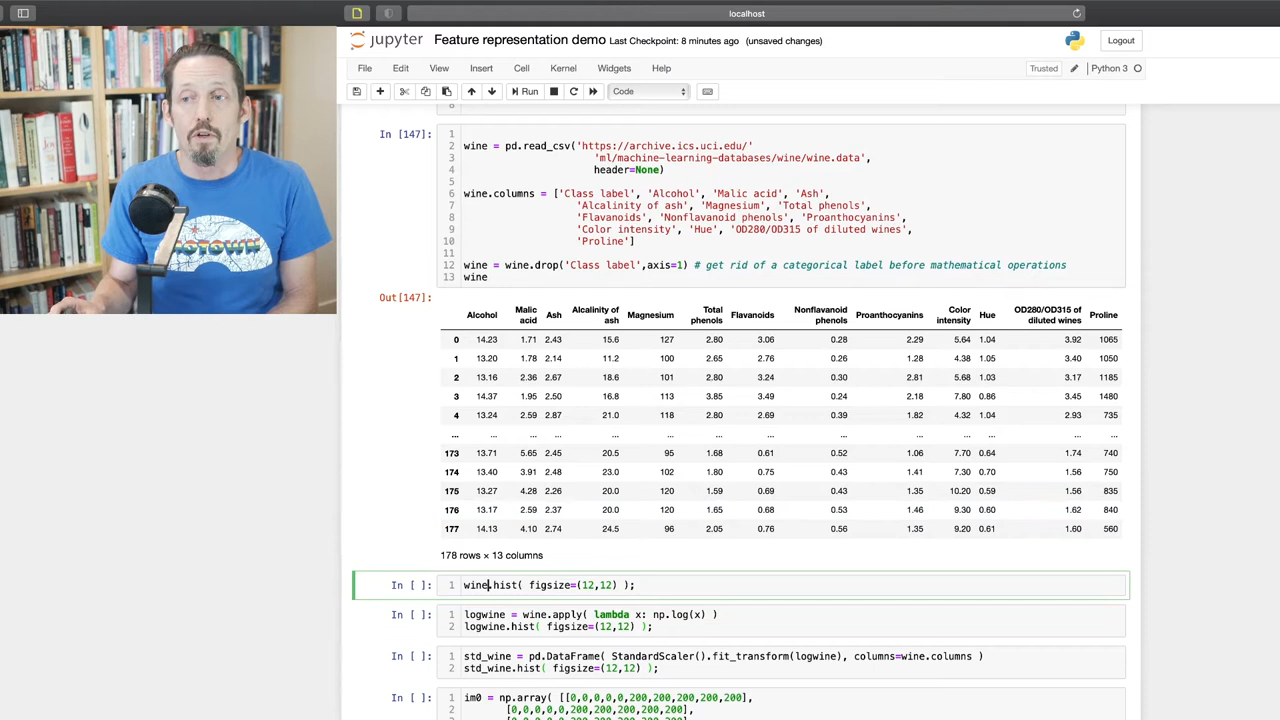 localhost
jupyter Feature representation demo Last Checkpoint: 8 minutes ago (unsaved changes) Logout
File Edit View Insert Cell Kernel Widgets Help Trusted Python 3
Run Code
In [147]: 1
2 wine = pd.read_csv('https://archive.ics.uci.edu/'
3 'ml/machine-learning-databases/wine/wine.data',
4 header=None)
5
6 wine.columns = ['Class label', 'Alcohol', 'Malic acid', 'Ash',
7 'Alcalinity of ash', 'Magnesium', 'Total phenols',
8 'Flavanoids', 'Nonflavanoid phenols', 'Proanthocyanins',
9 'Color intensity', 'Hue', 'OD280/OD315 of diluted wines',
10 'Proline']
11
12 wine = wine.drop('Class label',axis=1) # get rid of a categorical label before mathematical operations
13 wine
Out[147]:
Alcohol Malic acid Ash Alcalinity of ash Magnesium Total phenols Flavanoids Nonflavanoid phenols Proanthocyanins Color intensity Hue OD280/OD315 of diluted wines Proline
0 14.23 1.71 2.43 15.6 127 2.80 3.06 0.28 2.29 5.64 1.04 3.92 1065
1 13.20 1.78 2.14 11.2 100 2.65 2.76 0.26 1.28 4.38 1.05 3.40 1050
2 13.16 2.36 2.67 18.6 101 2.80 3.24 0.30 2.81 5.68 1.03 3.17 1185
3 14.37 1.95 2.50 16.8 113 3.85 3.49 0.24 2.18 7.80 0.86 3.45 1480
4 13.24 2.59 2.87 21.0 118 2.80 2.69 0.39 1.82 4.32 1.04 2.93 735
... ... ... ... ... ... ... ... ... ... ... ... ... ...
173 13.71 5.65 2.45 20.5 95 1.68 0.61 0.52 1.06 7.70 0.64 1.74 740
174 13.40 3.91 2.48 23.0 102 1.80 0.75 0.43 1.41 7.30 0.70 1.56 750
175 13.27 4.28 2.26 20.0 120 1.59 0.69 0.43 1.35 10.20 0.59 1.56 835
176 13.17 2.59 2.37 20.0 120 1.65 0.68 0.53 1.46 9.30 0.60 1.62 840
177 14.13 4.10 2.74 24.5 96 2.05 0.76 0.56 1.35 9.20 0.61 1.60 560
178 rows × 13 columns
In [ ]: 1 wine.hist( figsize=(12,12) );
In [ ]: 1 logwine = wine.apply( lambda x: np.log(x) )
2 logwine.hist( figsize=(12,12) );
In [ ]: 1 std_wine = pd.DataFrame( StandardScaler().fit_transform(logwine), columns=wine.columns )
2 std_wine.hist( figsize=(12,12) );
In [ ]: 1 im0 = np.array( [[0,0,0,0,0,200,200,200,200,200],
2 [0,0,0,0,0,200,200,200,200,200],